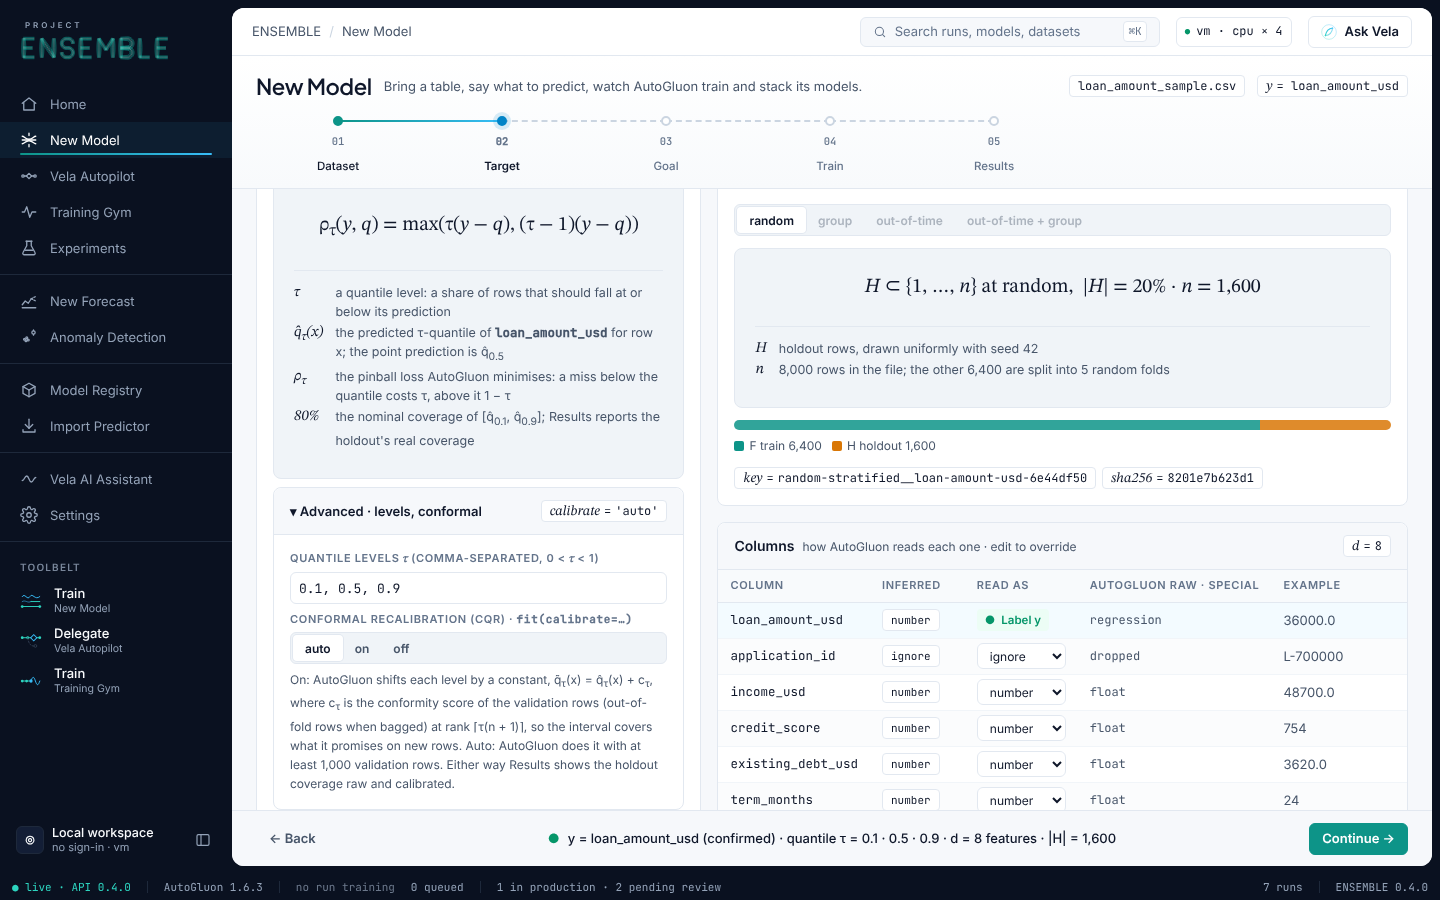 PROJECT
ENSEMBLE
Home
New Model
Vela Autopilot
Training Gym
Experiments
New Forecast
Anomaly Detection
Model Registry
Import Predictor
Vela AI Assistant
Settings
TOOLBELT
Train
New Model
Delegate
Vela Autopilot
Train
Training Gym
Local workspace
no sign-in · vm
ENSEMBLE / New Model
Search runs, models, datasets ⌘K
vm · cpu × 4
Ask Vela
New Model Bring a table, say what to predict, watch AutoGluon train and stack its models.
loan_amount_sample.csv
y = loan_amount_usd
01 02 03 04 05
Dataset Target Goal Train Results
ρτ(y, q) = max(τ(y − q), (τ − 1)(y − q))
τ a quantile level: a share of rows that should fall at or
below its prediction
q̂τ(x) the predicted τ-quantile of loan_amount_usd for row
x; the point prediction is q̂0.5
ρτ the pinball loss AutoGluon minimises: a miss below the
quantile costs τ, above it 1 − τ
80% the nominal coverage of [q̂0.1, q̂0.9]; Results reports the
holdout's real coverage
▾ Advanced · levels, conformal calibrate = 'auto'
QUANTILE LEVELS τ (COMMA-SEPARATED, 0 < τ < 1)
0.1, 0.5, 0.9
CONFORMAL RECALIBRATION (CQR) · fit(calibrate=…)
auto on off
On: AutoGluon shifts each level by a constant, q̃τ(x) = q̂τ(x) + cτ,
where cτ is the conformity score of the validation rows (out-of-
fold rows when bagged) at rank ⌈τ(n + 1)⌉, so the interval covers
what it promises on new rows. Auto: AutoGluon does it with at
least 1,000 validation rows. Either way Results shows the holdout
coverage raw and calibrated.
random group out-of-time out-of-time + group
H ⊂ {1, …, n} at random, |H| = 20% · n = 1,600
H holdout rows, drawn uniformly with seed 42
n 8,000 rows in the file; the other 6,400 are split into 5 random folds
F train 6,400 H holdout 1,600
key = random-stratified__loan-amount-usd-6e44df50 sha256 = 8201e7b623d1
Columns how AutoGluon reads each one · edit to override d = 8
COLUMN INFERRED READ AS AUTOGLUON RAW · SPECIAL EXAMPLE
loan_amount_usd number Label y regression 36000.0
application_id ignore ignore dropped L-700000
income_usd number number float 48700.0
credit_score number number float 754
existing_debt_usd number number float 3620.0
term_months number number float 24
← Back
y = loan_amount_usd (confirmed) · quantile τ = 0.1 · 0.5 · 0.9 · d = 8 features · |H| = 1,600
Continue →
live · API 0.4.0 AutoGluon 1.6.3 no run training 0 queued 1 in production · 2 pending review 7 runs ENSEMBLE 0.4.0